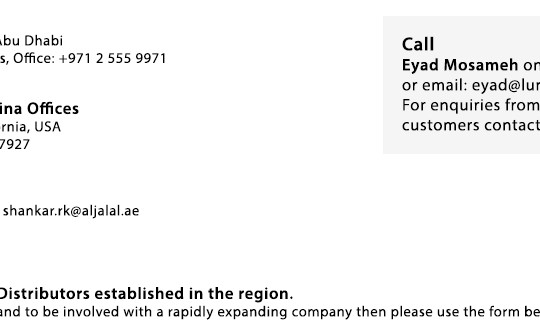 Abu Dhabi
s, Office: +971 2 555 9971
ina Offices
ornia, USA
7927
shankar.rk@aljalal.ae
Call
Eyad Mosameh on
or email: eyad@lur
For enquiries from
customers contact
Distributors established in the region.
and to be involved with a rapidly expanding company then please use the form be